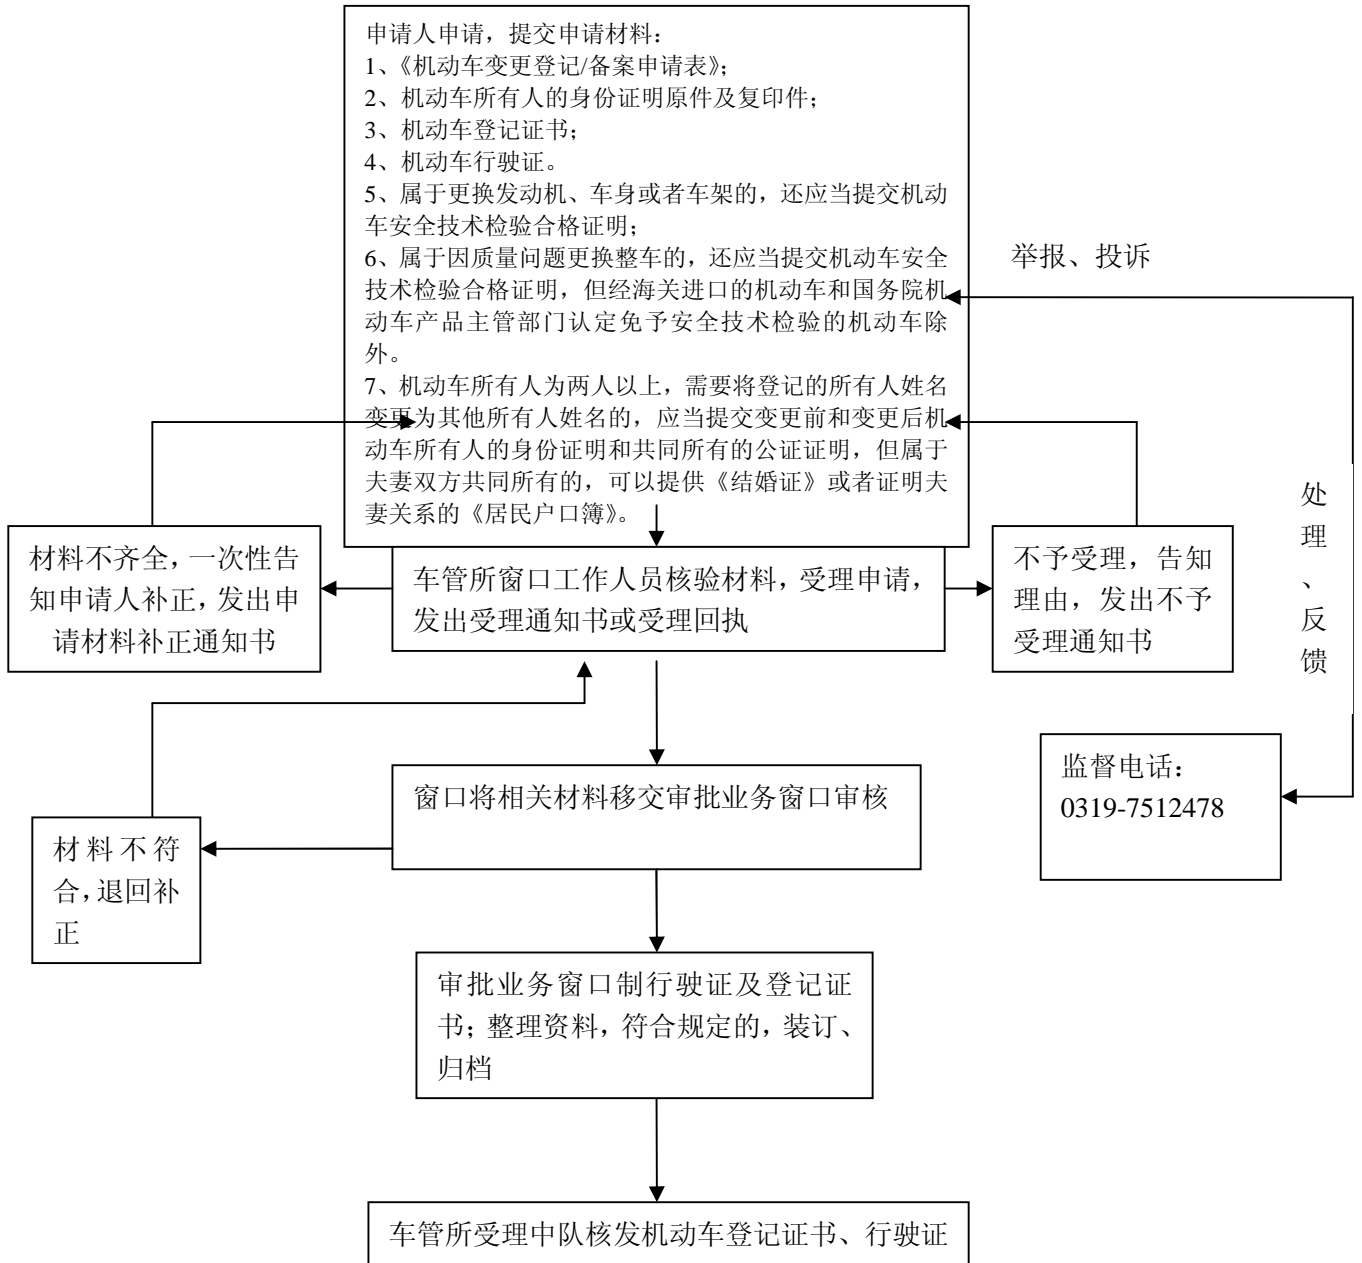 申请人申请，提交申请材料：
1、《机动车变更登记/备案申请表》；
2、机动车所有人的身份证明原件及复印件；
3、机动车登记证书；
4、机动车行驶证。
5、属于更换发动机、车身或者车架的，还应当提交机动
车安全技术检验合格证明；
6、属于因质量问题更换整车的，还应当提交机动车安全
技术检验合格证明，但经海关进口的机动车和国务院机
动车产品主管部门认定免予安全技术检验的机动车除
外。
7、机动车所有人为两人以上，需要将登记的所有人姓名
变更为其他所有人姓名的，应当提交变更前和变更后机
动车所有人的身份证明和共同所有的公证证明，但属于
夫妻双方共同所有的，可以提供《结婚证》或者证明夫
妻关系的《居民户口簿》。
举报、投诉
处
理
、
反
馈
材料不齐全，一次性告
知申请人补正，发出申
请材料补正通知书
车管所窗口工作人员核验材料，受理申请，
发出受理通知书或受理回执
不予受理，告知
理由，发出不予
受理通知书
窗口将相关材料移交审批业务窗口审核
监督电话：
0319-7512478
材料不符
合，退回补
正
审批业务窗口制行驶证及登记证
书；整理资料，符合规定的，装订、
归档
车管所受理中队核发机动车登记证书、行驶证